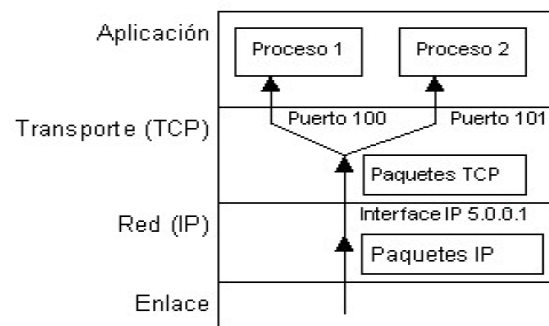 Aplicación
Proceso 1
Proceso 2
Puerto 100
Puerto 101
Transporte (TCP)
Paquetes TCP
Interface IP 5.0.0.1
Red (IP)
Paquetes IP
Enlace